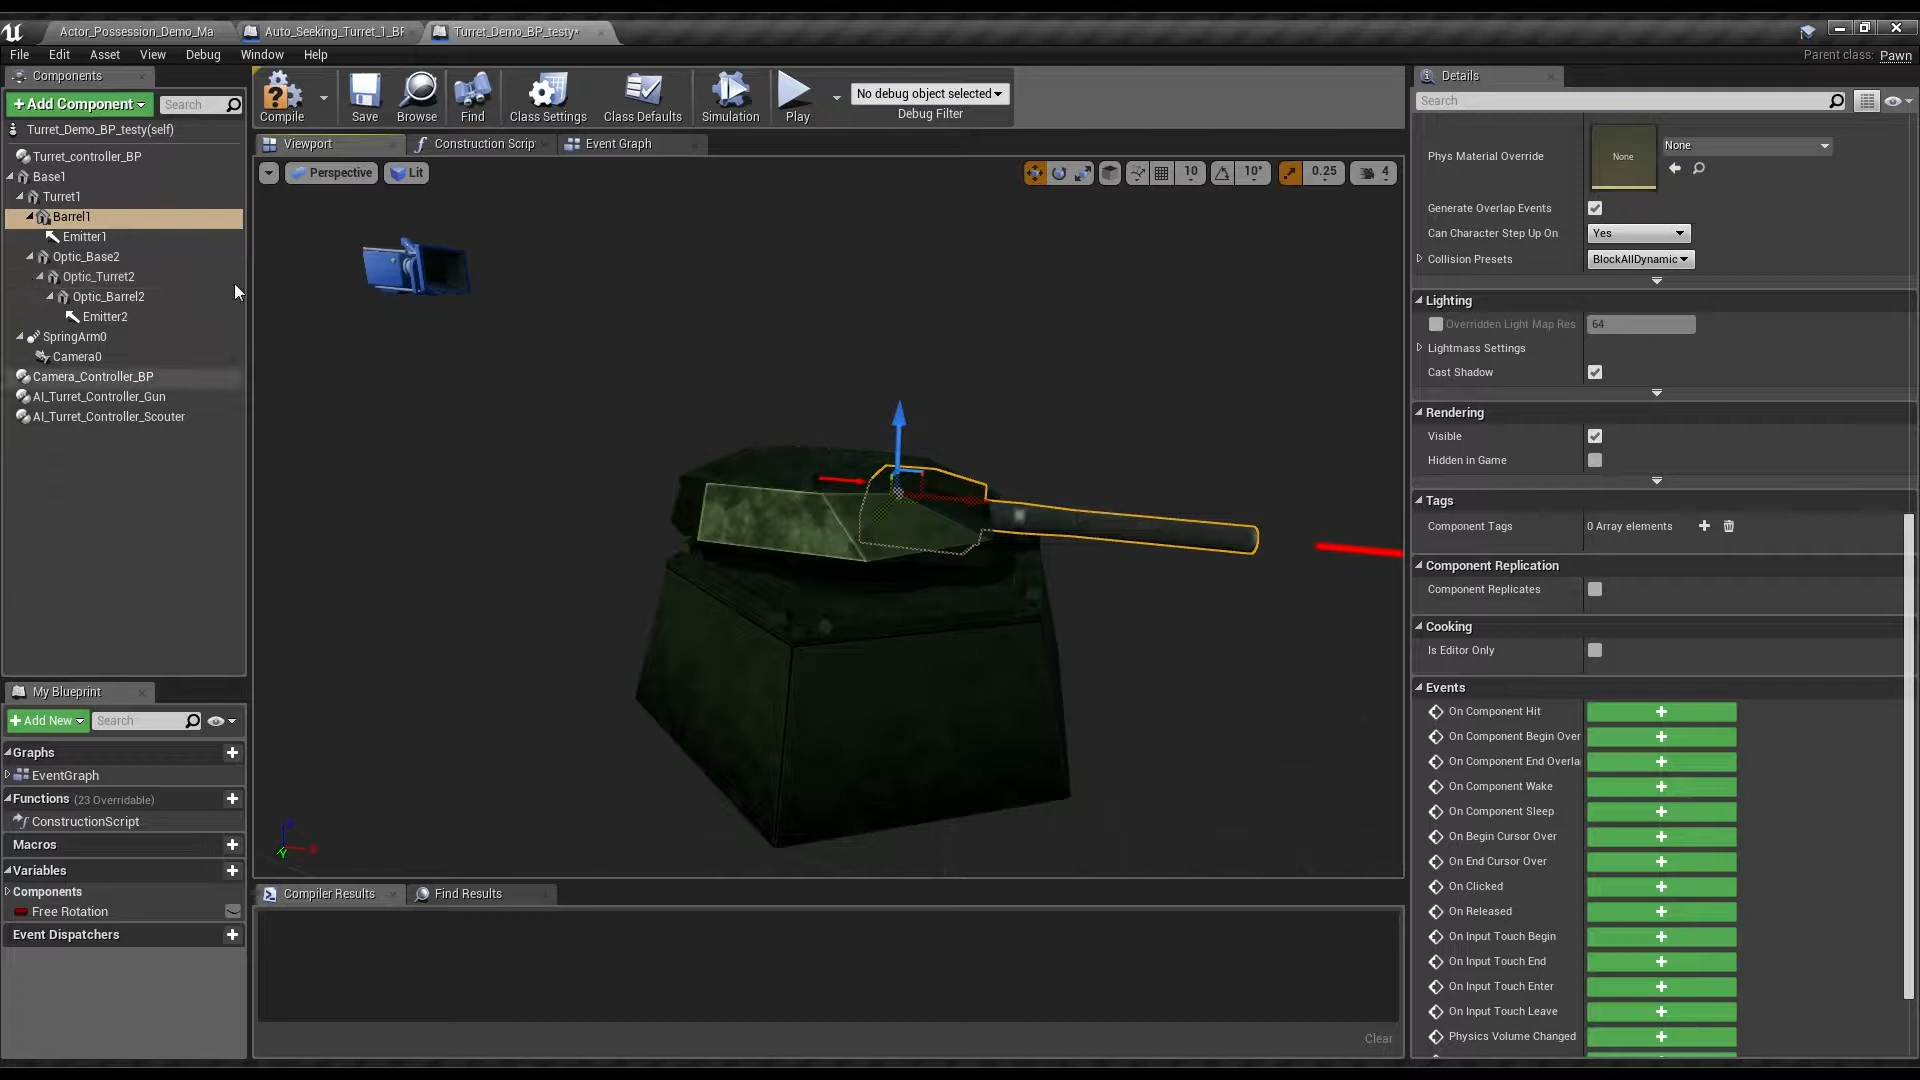 Actor_Possession_Demo_Ma
Auto_Seeking_Turret_1_BF
Turret_Demo_BP_testy*
File
Edit
Asset
View
Debug
Window
Help
Parent class: Pawn
Components
+Add Component
Search
Turret_Demo_BP_testy(self)
Turret_controller_BP
Base1
Turret1
Barrel1
Emitter1
Optic_Base2
Optic_Turret2
Optic_Barrel2
Emitter2
SpringArm0
Camera0
Camera_Controller_BP
AI_Turret_Controller_Gun
AI_Turret_Controller_Scouter
Compile
Save
Browse
Find
Class Settings
Class Defaults
Simulation
Play
No debug object selected
Debug Filter
Viewport
Construction Scrip
Event Graph
Perspective
Lit
10
10°
0.25
4
My Blueprint
+Add New
Search
Graphs
EventGraph
Functions (23 Overridable)
ConstructionScript
Macros
Variables
Components
Free Rotation
Event Dispatchers
Compiler Results
Find Results
Clear
Details
Search
Phys Material Override
None
None
Generate Overlap Events
Can Character Step Up On
Yes
Collision Presets
BlockAllDynamic
Lighting
Overridden Light Map Res
64
Lightmass Settings
Cast Shadow
Rendering
Visible
Hidden in Game
Tags
Component Tags
0 Array elements
Component Replication
Component Replicates
Cooking
Is Editor Only
Events
On Component Hit
On Component Begin Over
On Component End Overla
On Component Wake
On Component Sleep
On Begin Cursor Over
On End Cursor Over
On Clicked
On Released
On Input Touch Begin
On Input Touch End
On Input Touch Enter
On Input Touch Leave
Physics Volume Changed